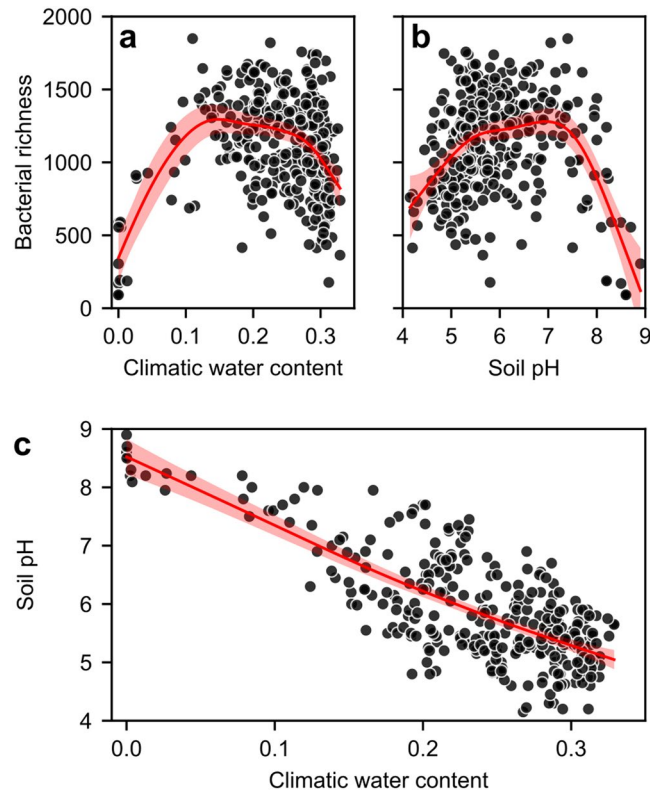 a
b
2000
1500
1000
500
0
Bacterial richness
0.0 0.1 0.2 0.3
Climatic water content
4 5 6 7 8 9
Soil pH
c
9
8
7
6
5
4
Soil pH
0.0 0.1 0.2 0.3
Climatic water content